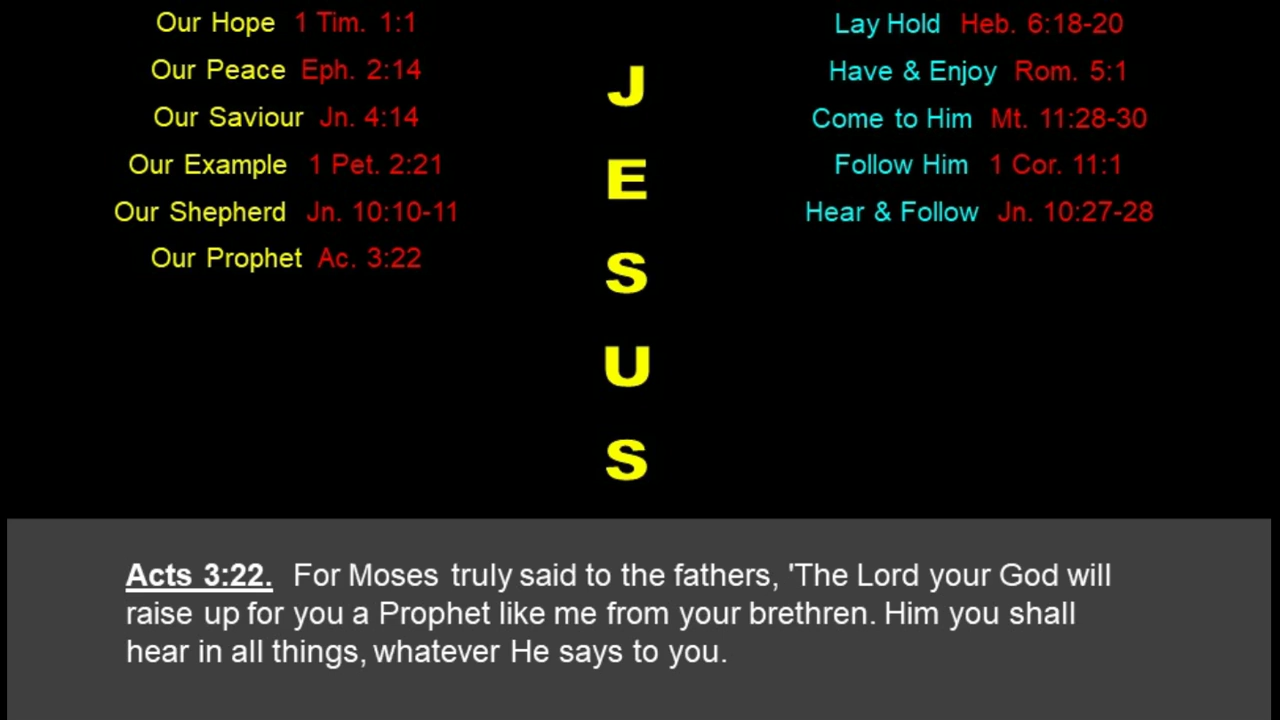 Our Hope 1 Tim. 1:1
Our Peace Eph. 2:14
Our Saviour Jn. 4:14
Our Example 1 Pet. 2:21
Our Shepherd Jn. 10:10-11
Our Prophet Ac. 3:22
J
E
S
U
S
Lay Hold Heb. 6:18-20
Have & Enjoy Rom. 5:1
Come to Him Mt. 11:28-30
Follow Him 1 Cor. 11:1
Hear & Follow Jn. 10:27-28
Acts 3:22. For Moses truly said to the fathers, 'The Lord your God will
raise up for you a Prophet like me from your brethren. Him you shall
hear in all things, whatever He says to you.